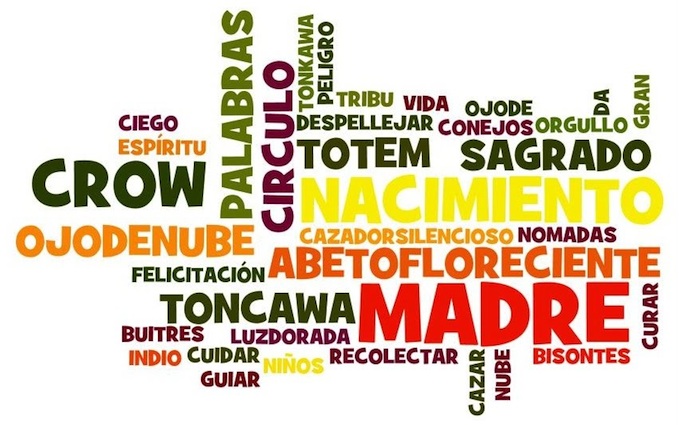 PALABRAS
CIRCULO
TONKAWA
PELIGRO
TRIBU
VIDA
OJODE
DA
GRAN
CIEGO
DESPELLEJAR
CONEJOS
ORGULLO
ESPÍRITU
TOTEM
SAGRADO
CROW
NACIMIENTO
OJODENUBE
CAZADORSILENCIOSO
NOMADAS
FELICITACIÓN
ABETOFLORECIENTE
TONCAWA
MADRE
CURAR
BUITRES
LUZDORADA
INDIO
CUIDAR
NIÑOS
RECOLECTAR
CAZAR
NUBE
BISONTES
GUIAR